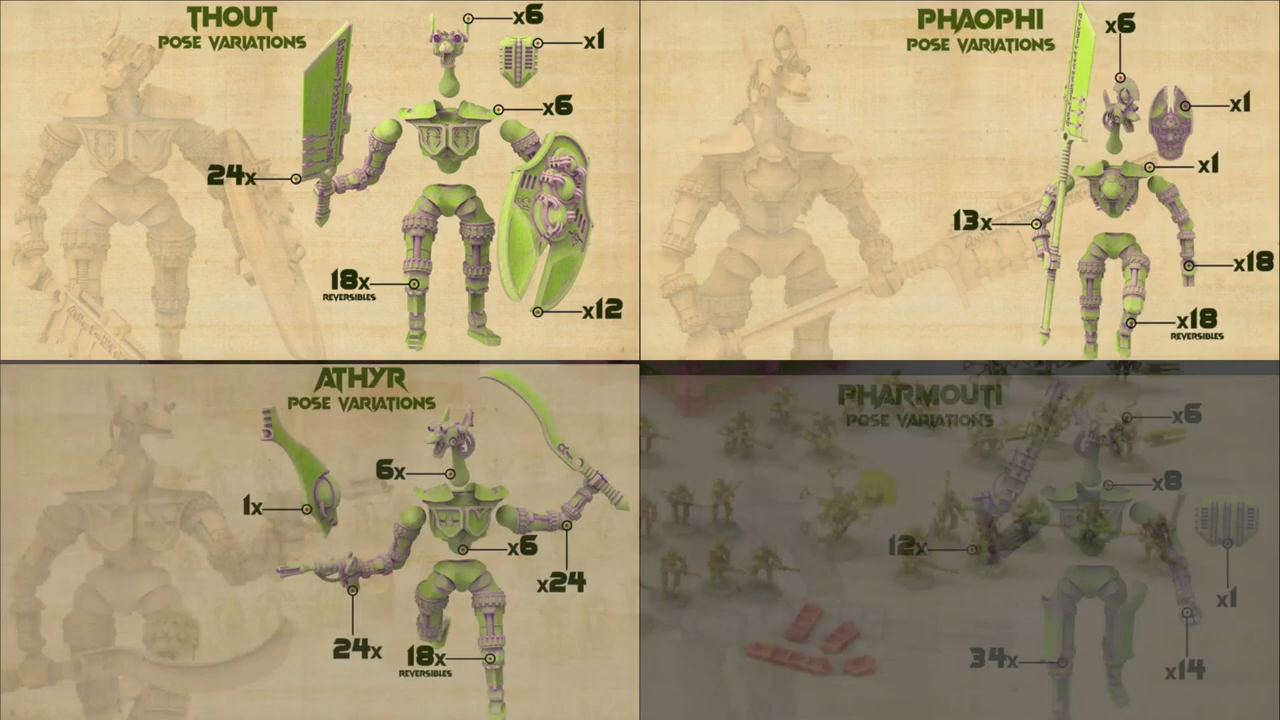 THOUT
POSE VARIATIONS
x6
x1
x6
24x
18x
REVERSIBLES
x12
PHAOPHI
POSE VARIATIONS
x6
x1
x1
13x
x18
x18
REVERSIBLES
ATHYR
POSE VARIATIONS
6x
1x
x6
x24
24x
18x
REVERSIBLES
PHARMOUTI
POSE VARIATIONS
x6
x8
12x
x1
34x
x14